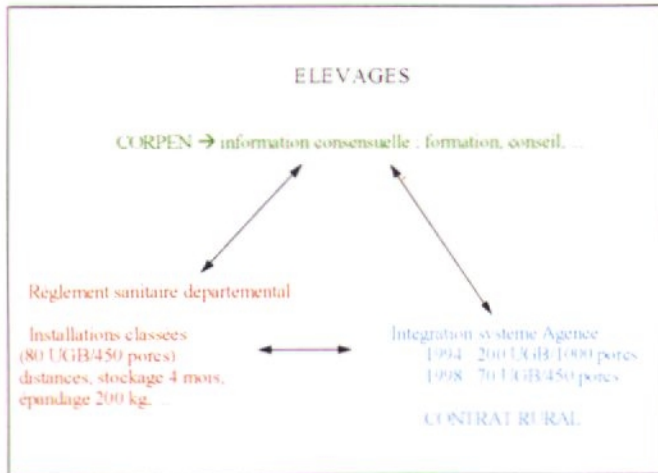 ELEVAGES
CORPEN → information consensuelle : formation, conseil, ...
Règlement sanitaire départemental
Installations classées
(80 UGB/450 porcs)
distances, stockage 4 mois,
épandage 200 kg, ...
Intégration système Agence
1994 : 200 UGB/1000 porcs
1998 : 70 UGB/450 porcs
CONTRAT RURAL